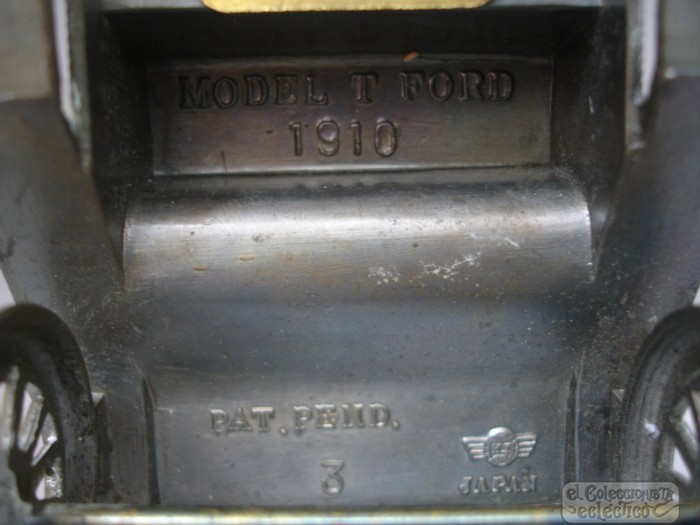 MODEL T FORD
1910
PAT. PEND.
3
JAPAN
el Coleccionista
ecléctico